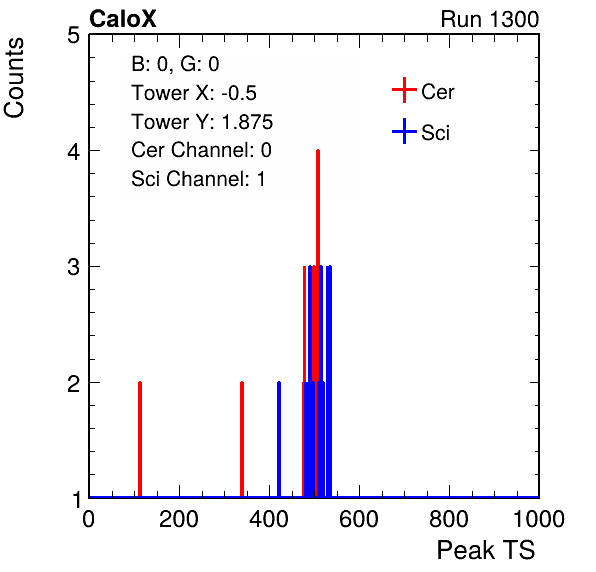 CaloX Run 1300
Counts
B: 0, G: 0
Tower X: -0.5
Tower Y: 1.875
Cer Channel: 0
Sci Channel: 1
Cer
Sci
5
4
3
2
1
0 200 400 600 800 1000
Peak TS